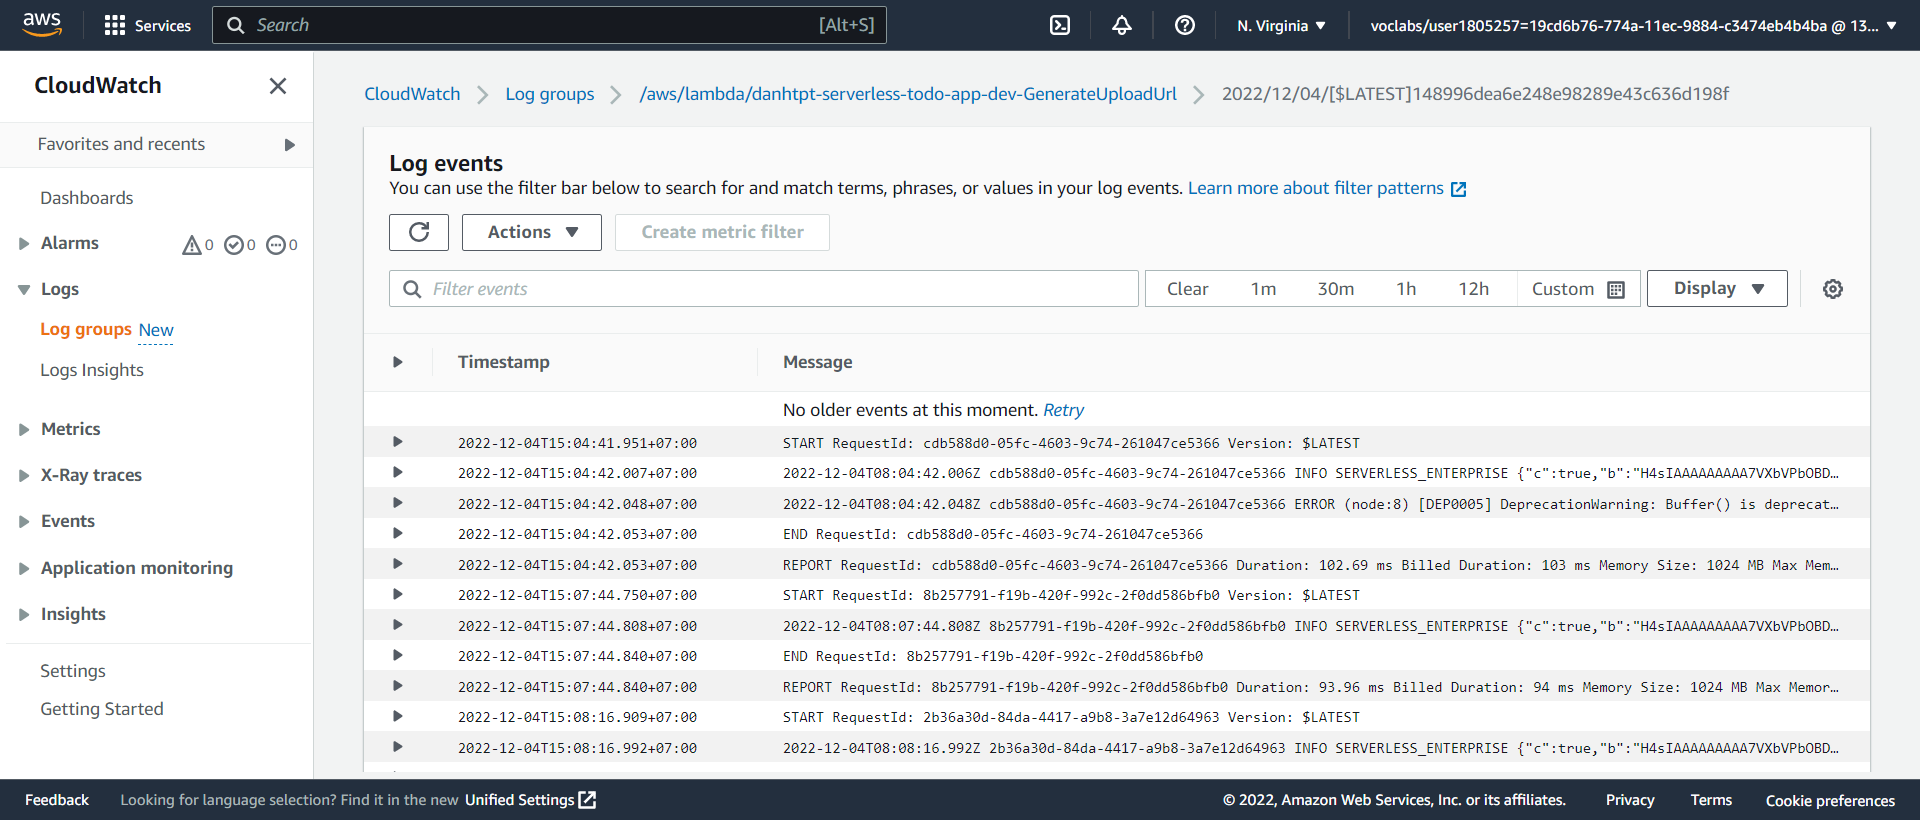 aws
Services
Search [Alt+S]
N. Virginia
voclabs/user1805257=19cd6b76-774a-11ec-9884-c3474eb4b4ba @ 13...
CloudWatch
Favorites and recents
Dashboards
Alarms 0 0 0
Logs
Log groups New
Logs Insights
Metrics
X-Ray traces
Events
Application monitoring
Insights
Settings
Getting Started
CloudWatch Log groups /aws/lambda/danhtpt-serverless-todo-app-dev-GenerateUploadUrl 2022/12/04/[$LATEST]148996dea6e248e98289e43c636d198f
Log events
You can use the filter bar below to search for and match terms, phrases, or values in your log events. Learn more about filter patterns
Actions Create metric filter
Filter events Clear 1m 30m 1h 12h Custom Display
Timestamp Message
No older events at this moment. Retry
2022-12-04T15:04:41.951+07:00 START RequestId: cdb588d0-05fc-4603-9c74-261047ce5366 Version: $LATEST
2022-12-04T15:04:42.007+07:00 2022-12-04T08:04:42.006Z cdb588d0-05fc-4603-9c74-261047ce5366 INFO SERVERLESS_ENTERPRISE {"c":true,"b":"H4sIAAAAAAAAA7VXbVPbOBD…
2022-12-04T15:04:42.048+07:00 2022-12-04T08:04:42.048Z cdb588d0-05fc-4603-9c74-261047ce5366 ERROR (node:8) [DEP0005] DeprecationWarning: Buffer() is deprecat…
2022-12-04T15:04:42.053+07:00 END RequestId: cdb588d0-05fc-4603-9c74-261047ce5366
2022-12-04T15:04:42.053+07:00 REPORT RequestId: cdb588d0-05fc-4603-9c74-261047ce5366 Duration: 102.69 ms Billed Duration: 103 ms Memory Size: 1024 MB Max Mem…
2022-12-04T15:07:44.750+07:00 START RequestId: 8b257791-f19b-420f-992c-2f0dd586bfb0 Version: $LATEST
2022-12-04T15:07:44.808+07:00 2022-12-04T08:07:44.808Z 8b257791-f19b-420f-992c-2f0dd586bfb0 INFO SERVERLESS_ENTERPRISE {"c":true,"b":"H4sIAAAAAAAAA7VXbVPbOBD…
2022-12-04T15:07:44.840+07:00 END RequestId: 8b257791-f19b-420f-992c-2f0dd586bfb0
2022-12-04T15:07:44.840+07:00 REPORT RequestId: 8b257791-f19b-420f-992c-2f0dd586bfb0 Duration: 93.96 ms Billed Duration: 94 ms Memory Size: 1024 MB Max Memor…
2022-12-04T15:08:16.909+07:00 START RequestId: 2b36a30d-84da-4417-a9b8-3a7e12d64963 Version: $LATEST
2022-12-04T15:08:16.992+07:00 2022-12-04T08:08:16.992Z 2b36a30d-84da-4417-a9b8-3a7e12d64963 INFO SERVERLESS_ENTERPRISE {"c":true,"b":"H4sIAAAAAAAAA7VXbVPbOBD…
Feedback Looking for language selection? Find it in the new Unified Settings © 2022, Amazon Web Services, Inc. or its affiliates. Privacy Terms Cookie preferences